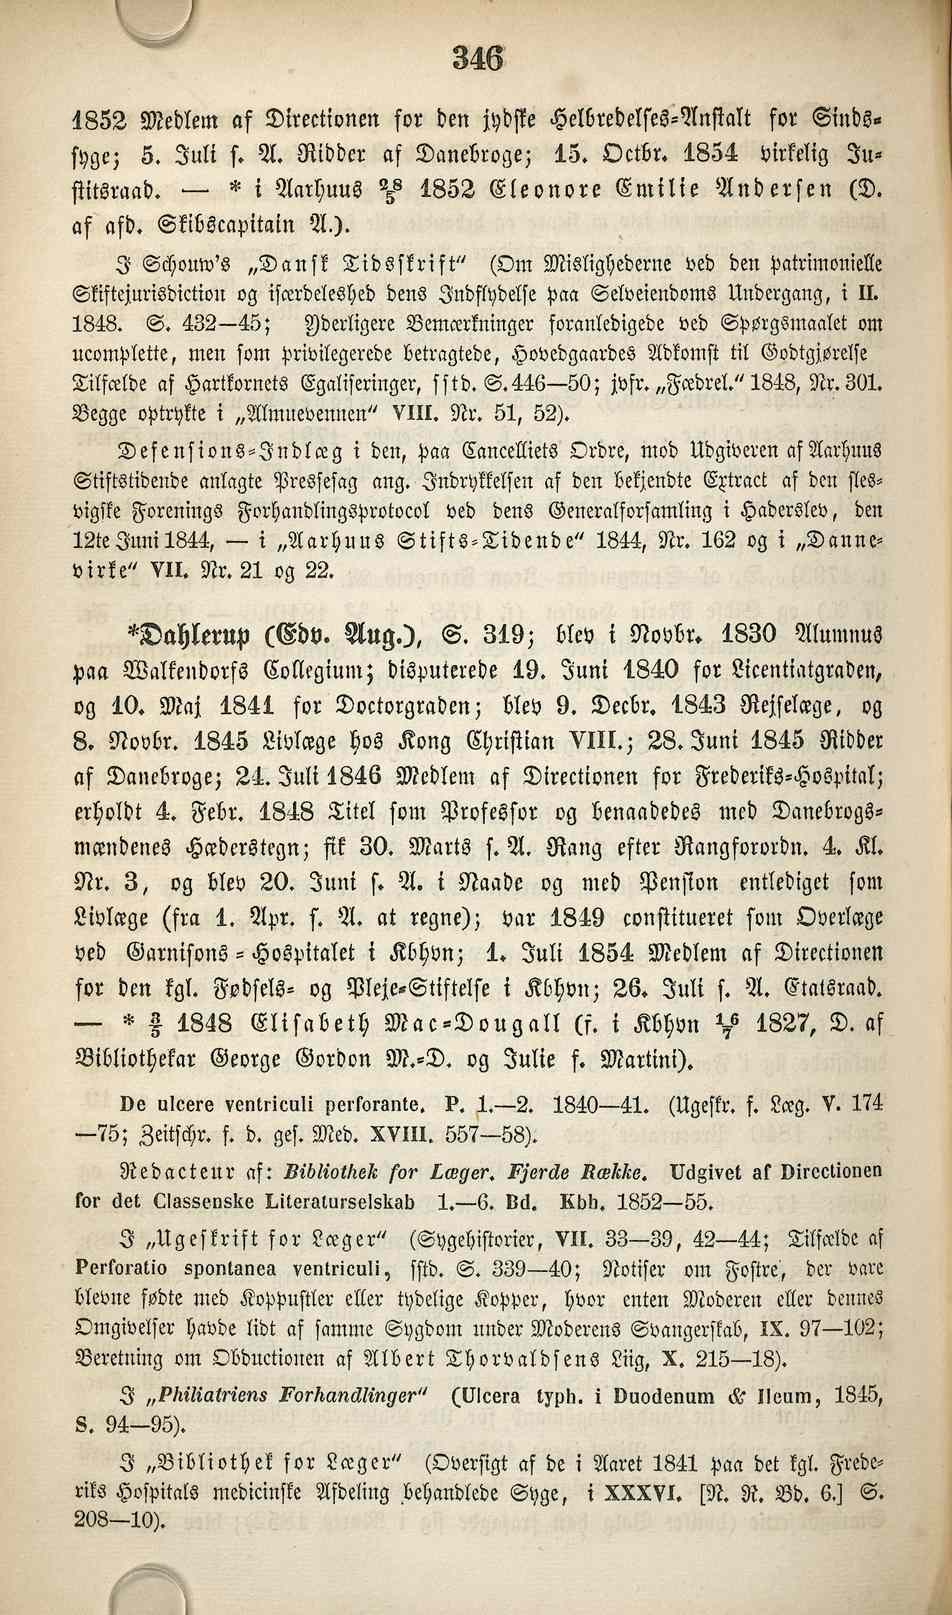 346
1852 Medlem af Directionen for den jydske Helbredelses-Anstalt for Sinds-
syge; 5. Juli s. A. Ridder af Danebroge; 15. Octbr. 1854 virkelig Ju-
stitsraad. — * i Aarhuus 28/5 1852 Eleonore Emilie Andersen (D.
af afd. Skibscapitain A.).
I Schouw's „Dansk Tidsskrift“ (Om Mislighederne ved den patrimonielle
Skiftejurisdiction og isærdeleshed dens Indflydelse paa Selveiendoms Undergang, i II.
1848. S. 432—45; Yderligere Bemærkninger foranledigede ved Spørgsmaalet om
ucomplette, men som privilegerede betragtede, Hovedgaardes Adkomst til Godtgjørelse
Tilfælde af Hartkornets Egaliseringer, sstd. S. 446—50; jvfr. „Fædrel.“ 1848, Nr. 301.
Begge optrykte i „Almuevennen“ VIII. Nr. 51, 52).
Defensions-Indlæg i den, paa Cancelliets Ordre, mod Udgiveren af Aarhuus
Stiftstidende anlagte Pressesag ang. Indrykkelsen af den bekjendte Extract af den sles-
vigske Forenings Forhandlingsprotocol ved dens Generalforsamling i Haderslev, den
12te Juni 1844, — i „Aarhuus Stifts-Tidende“ 1844, Nr. 162 og i „Danne-
virke“ VII. Nr. 21 og 22.
*Dahlerup (Edv. Aug.), S. 319; blev i Novbr. 1830 Alumnus
paa Walkendorfs Collegium; disputerede 19. Juni 1840 for Licentiatgraden,
og 10. Maj 1841 for Doctorgraden; blev 9. Decbr. 1843 Rejselæge, og
8. Novbr. 1845 Livlæge hos Kong Christian VIII.; 28. Juni 1845 Ridder
af Danebroge; 24. Juli 1846 Medlem af Directionen for Frederiks-Hospital;
erholdt 4. Febr. 1848 Titel som Professor og benaadedes med Danebrogs-
mændenes Hæderstegn; fik 30. Marts s. A. Rang efter Rangforordn. 4. Kl.
Nr. 3, og blev 20. Juni s. A. i Naade og med Pension entlediget som
Livlæge (fra 1. Apr. s. A. at regne); var 1849 constitueret som Overlæge
ved Garnisons-Hospitalet i Kbhvn; 1. Juli 1854 Medlem af Directionen
for den kgl. Fødsels- og Pleje-Stiftelse i Kbhvn; 26. Juli s. A. Etatsraad.
— * 3/5 1848 Elisabeth Mac-Dougall (f. i Kbhvn 16/7 1827, D. af
Bibliothekar George Gordon M.-D. og Julie f. Martini).
De ulcere ventriculi perforante. P. 1.—2. 1840—41. (Ugeskr. f. Læg. V. 174
—75; Zeitschr. f. d. ges. Med. XVIII. 557—58).
Redacteur af: Bibliothek for Læger. Fjerde Række. Udgivet af Directionen
for det Classenske Literaturselskab 1.—6. Bd. Kbh. 1852—55.
I „Ugeskrift for Læger“ (Sygehistorier, VII. 33—39, 42—44; Tilfælde af
Perforatio spontanea ventriculi, sstd. S. 339—40; Notiser om Fostre, der vare
blevne fødte med Koppustler eller tydelige Kopper, hvor enten Moderen eller dennes
Omgivelser havde lidt af samme Sygdom under Moderens Svangerskab, IX. 97—102;
Beretning om Obductionen af Albert Thorvaldsens Liig, X. 215—18).
I „Philiatriens Forhandlinger“ (Ulcera typh. i Duodenum & Ileum, 1845,
S. 94—95).
I „Bibliothek for Læger“ (Oversigt af de i Aaret 1841 paa det kgl. Frede-
riks Hospitals medicinske Afdeling behandlede Syge, i XXXVI. [N. R. Bd. 6.] S.
208—10).